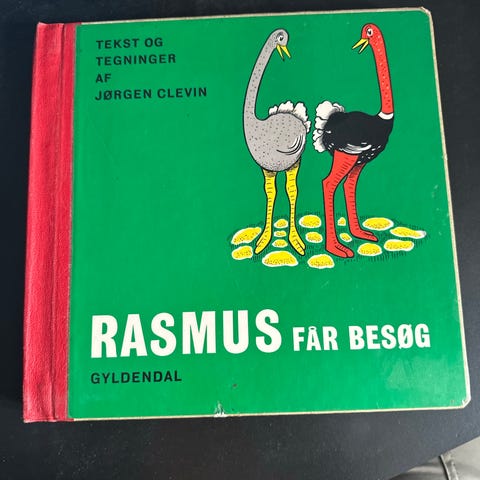 TEKST OG
TEGNINGER
AF
JØRGEN CLEVIN
RASMUS FÅR BESØG
GYLDENDAL